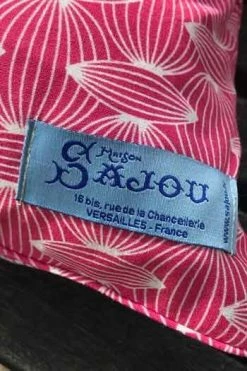 MAISON
SAJOU
16 bis, rue de la Chancellerie
VERSAILLES - France